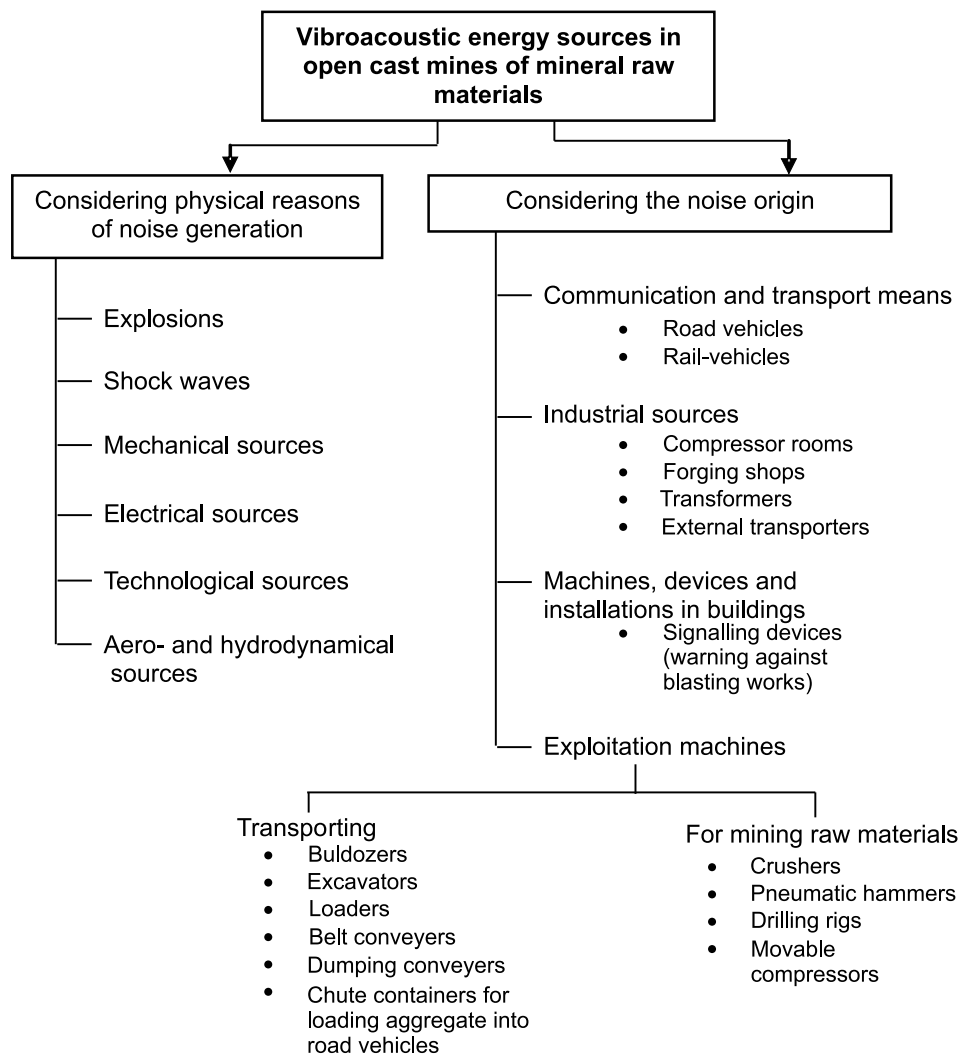 Vibroacoustic energy sources in
open cast mines of mineral raw
materials
Considering physical reasons
of noise generation
Explosions
Shock waves
Mechanical sources
Electrical sources
Technological sources
Aero- and hydrodynamical
sources
Considering the noise origin
Communication and transport means
• Road vehicles
• Rail-vehicles
Industrial sources
• Compressor rooms
• Forging shops
• Transformers
• External transporters
Machines, devices and
installations in buildings
• Signalling devices
(warning against
blasting works)
Exploitation machines
Transporting
• Buldozers
• Excavators
• Loaders
• Belt conveyers
• Dumping conveyers
• Chute containers for
loading aggregate into
road vehicles
For mining raw materials
• Crushers
• Pneumatic hammers
• Drilling rigs
• Movable
compressors